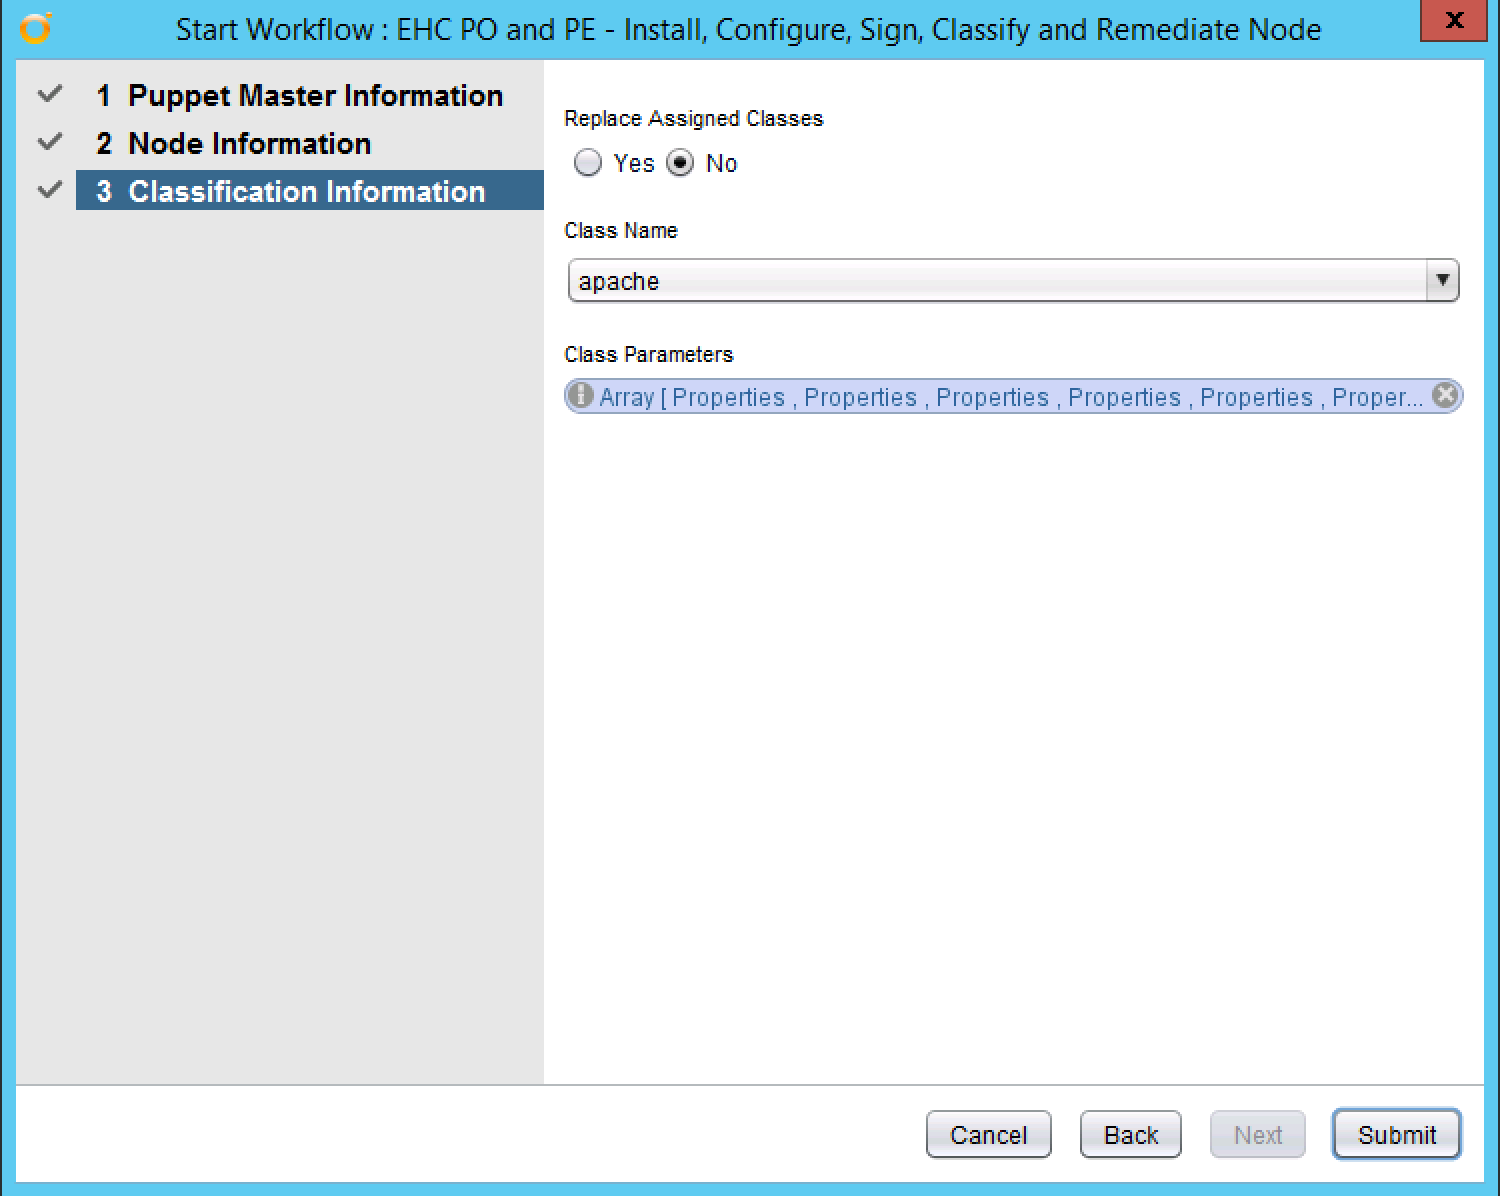 Start Workflow : EHC PO and PE - Install, Configure, Sign, Classify and Remediate Node
x
1 Puppet Master Information
2 Node Information
3 Classification Information
Replace Assigned Classes
Yes No
Class Name
apache
Class Parameters
Array [ Properties , Properties , Properties , Properties , Properties , Proper...
Cancel Back Next Submit